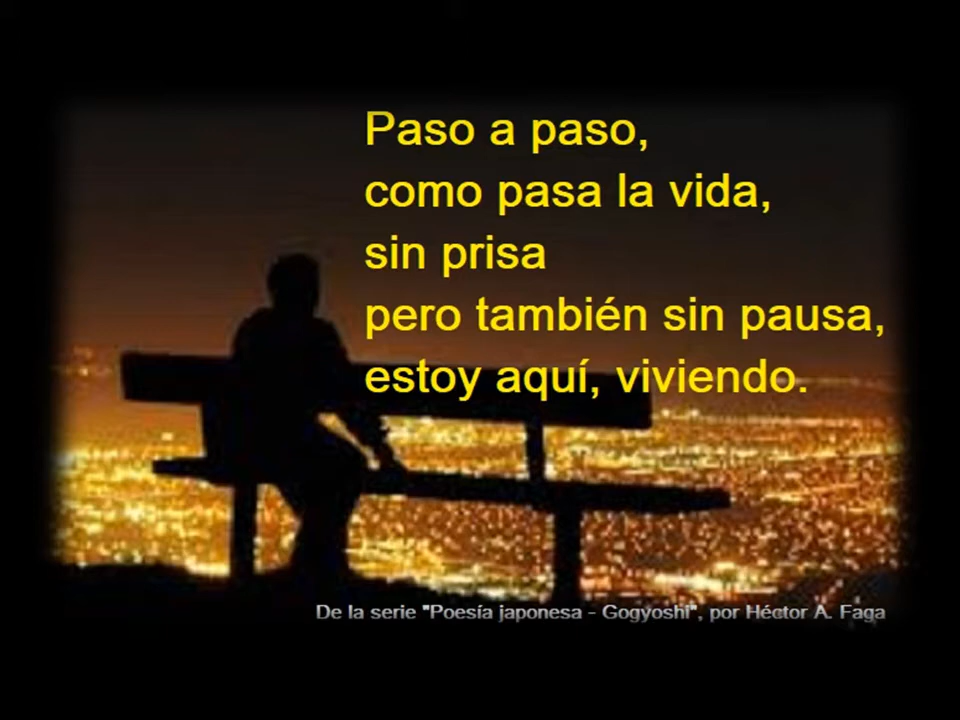 Paso a paso,
como pasa la vida,
sin prisa
pero también sin pausa,
estoy aquí, viviendo.
De la serie "Poesía japonesa - Gogyoshi", por Héctor A. Faga